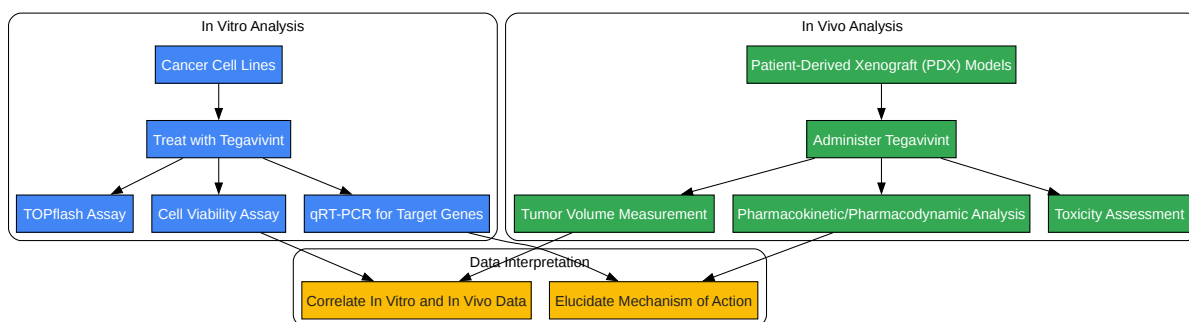 In Vitro Analysis
In Vivo Analysis
Cancer Cell Lines
Patient-Derived Xenograft (PDX) Models
Treat with Tegavivint
Administer Tegavivint
TOPflash Assay
Cell Viability Assay
qRT-PCR for Target Genes
Tumor Volume Measurement
Pharmacokinetic/Pharmacodynamic Analysis
Toxicity Assessment
Data Interpretation
Correlate In Vitro and In Vivo Data
Elucidate Mechanism of Action